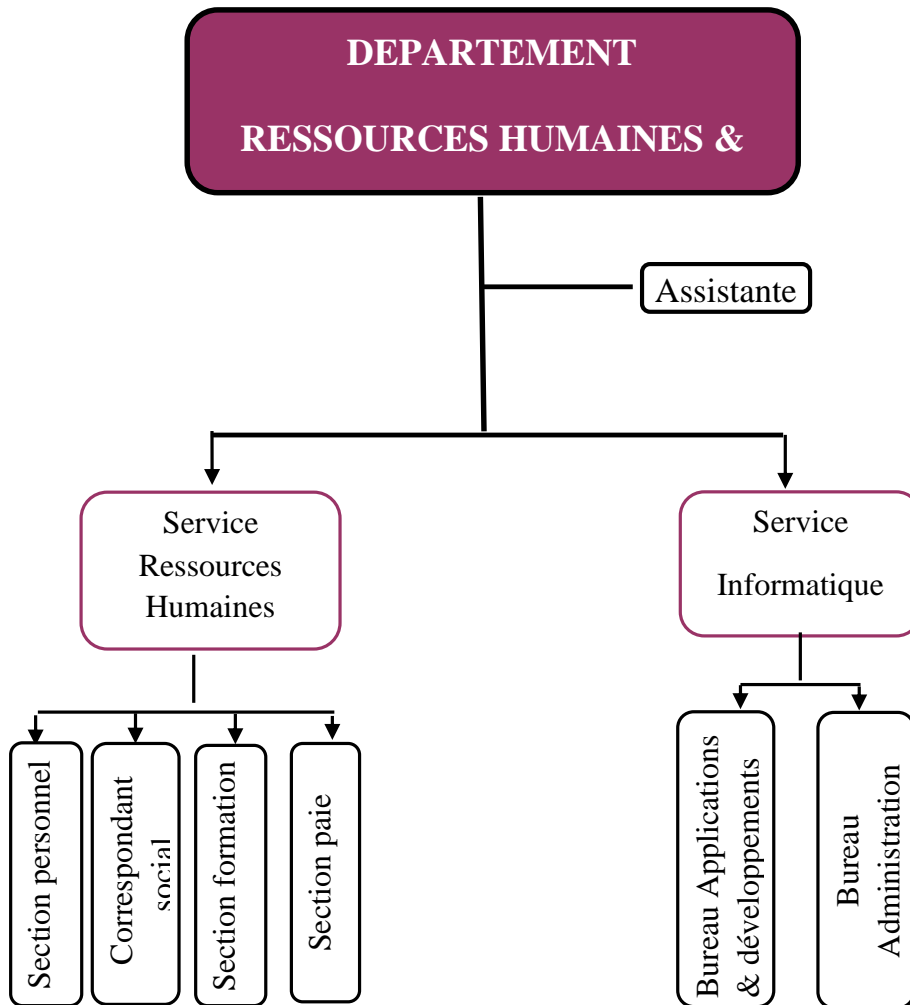 DEPARTEMENT
RESSOURCES HUMAINES &
Assistante
Service
Ressources
Humaines
Service
Informatique
Section personnel
Correspondant
social
Section formation
Section paie
Bureau Applications
& développements
Bureau
Administration